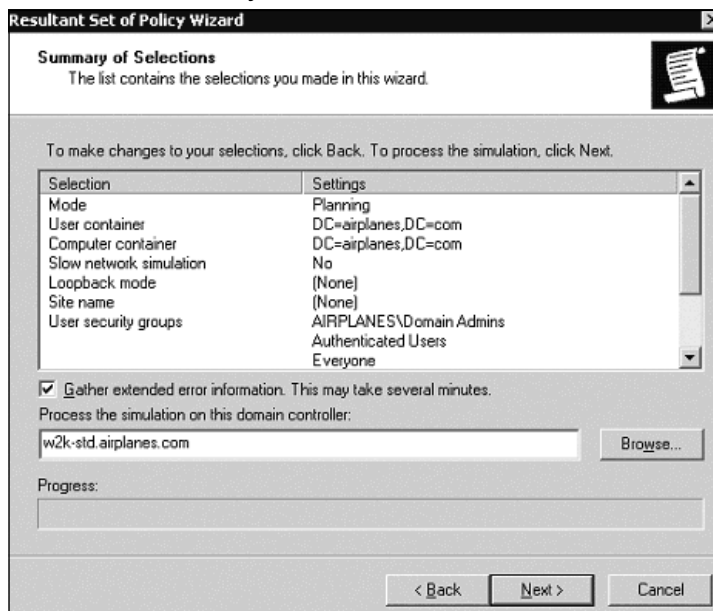 Resultant Set of Policy Wizard
Summary of Selections
The list contains the selections you made in this wizard.
To make changes to your selections, click Back. To process the simulation, click Next.
Selection Settings
Mode Planning
User container DC=airplanes,DC=com
Computer container DC=airplanes,DC=com
Slow network simulation No
Loopback mode (None)
Site name (None)
User security groups AIRPLANES\Domain Admins
Authenticated Users
Everyone
Gather extended error information. This may take several minutes.
Process the simulation on this domain controller:
w2k-std.airplanes.com Browse...
Progress:
< Back Next > Cancel